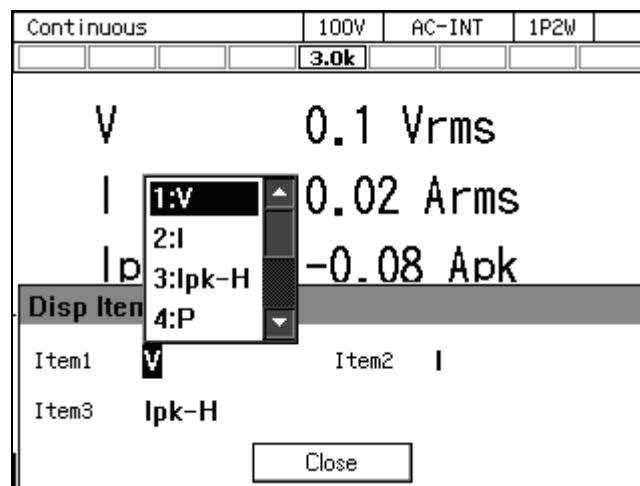 Continuous 100V AC-INT 1P2W
3.0k
V 0.1 Vrms
I 0.02 Arms
Ip -0.08 Apk
1:V
2:I
3:Ipk-H
4:P
Disp Item
Item1 V Item2 I
Item3 Ipk-H
Close